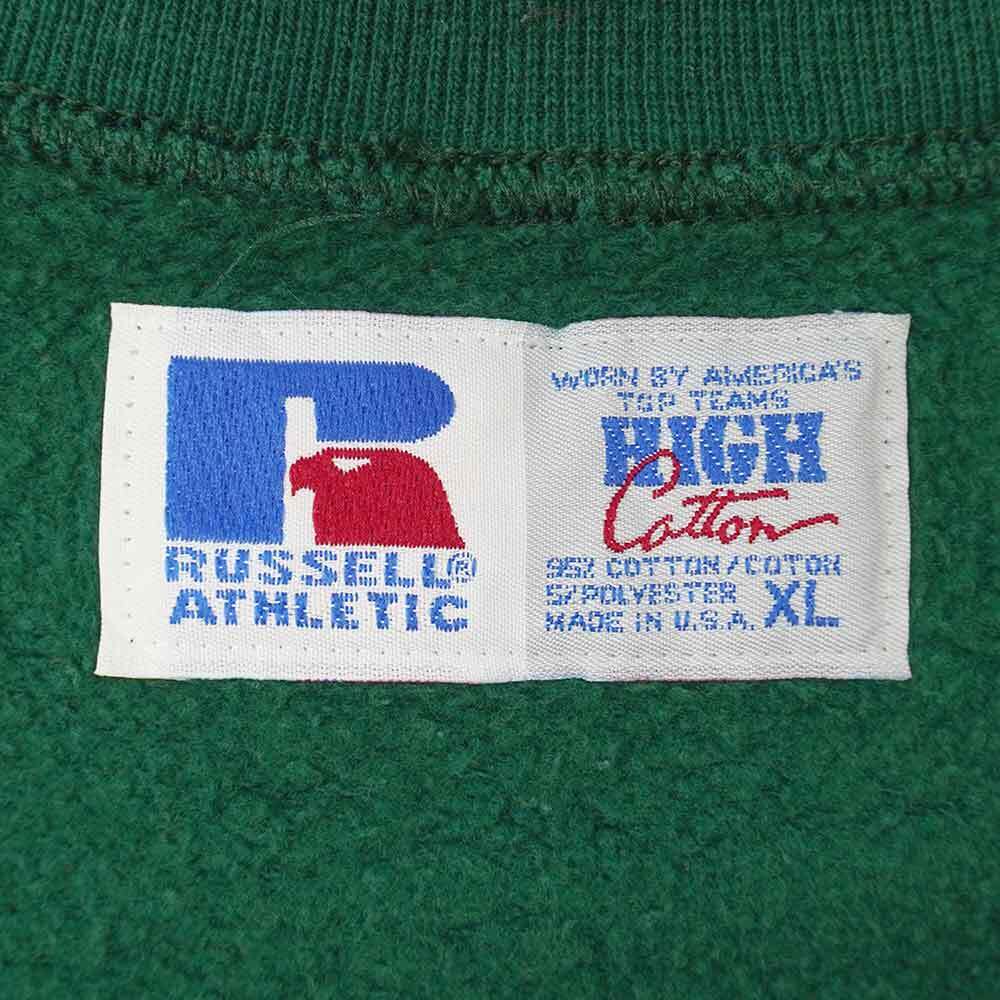 RUSSELL®
ATHLETIC
WORN BY AMERICA'S
TOP TEAMS
HIGH
Cotton
95% COTTON/COTON
5% POLYESTER
MADE IN U.S.A. XL